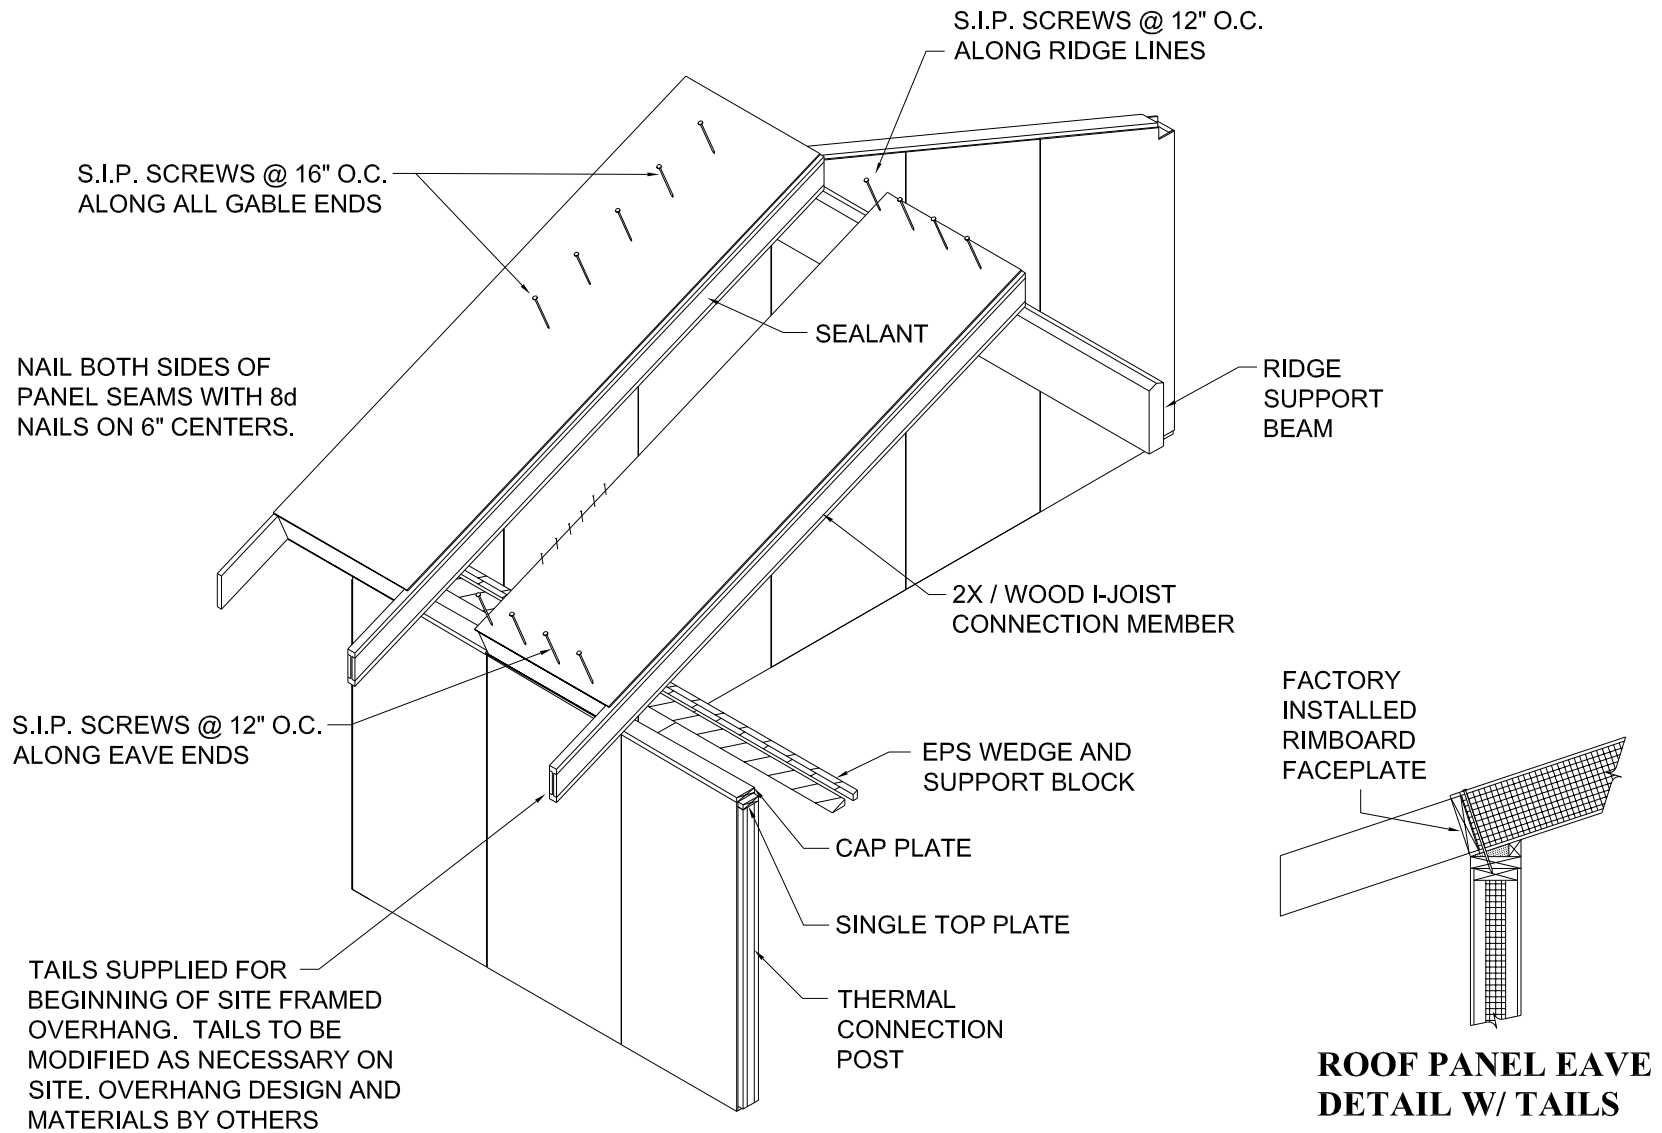 S.I.P. SCREWS @ 12" O.C.
ALONG RIDGE LINES
S.I.P. SCREWS @ 16" O.C.
ALONG ALL GABLE ENDS
SEALANT
NAIL BOTH SIDES OF
PANEL SEAMS WITH 8d
NAILS ON 6" CENTERS.
RIDGE
SUPPORT
BEAM
2X / WOOD I-JOIST
CONNECTION MEMBER
S.I.P. SCREWS @ 12" O.C.
ALONG EAVE ENDS
EPS WEDGE AND
SUPPORT BLOCK
FACTORY
INSTALLED
RIMBOARD
FACEPLATE
CAP PLATE
SINGLE TOP PLATE
TAILS SUPPLIED FOR
BEGINNING OF SITE FRAMED
OVERHANG. TAILS TO BE
MODIFIED AS NECESSARY ON
SITE. OVERHANG DESIGN AND
MATERIALS BY OTHERS
THERMAL
CONNECTION
POST
ROOF PANEL EAVE
DETAIL W/ TAILS